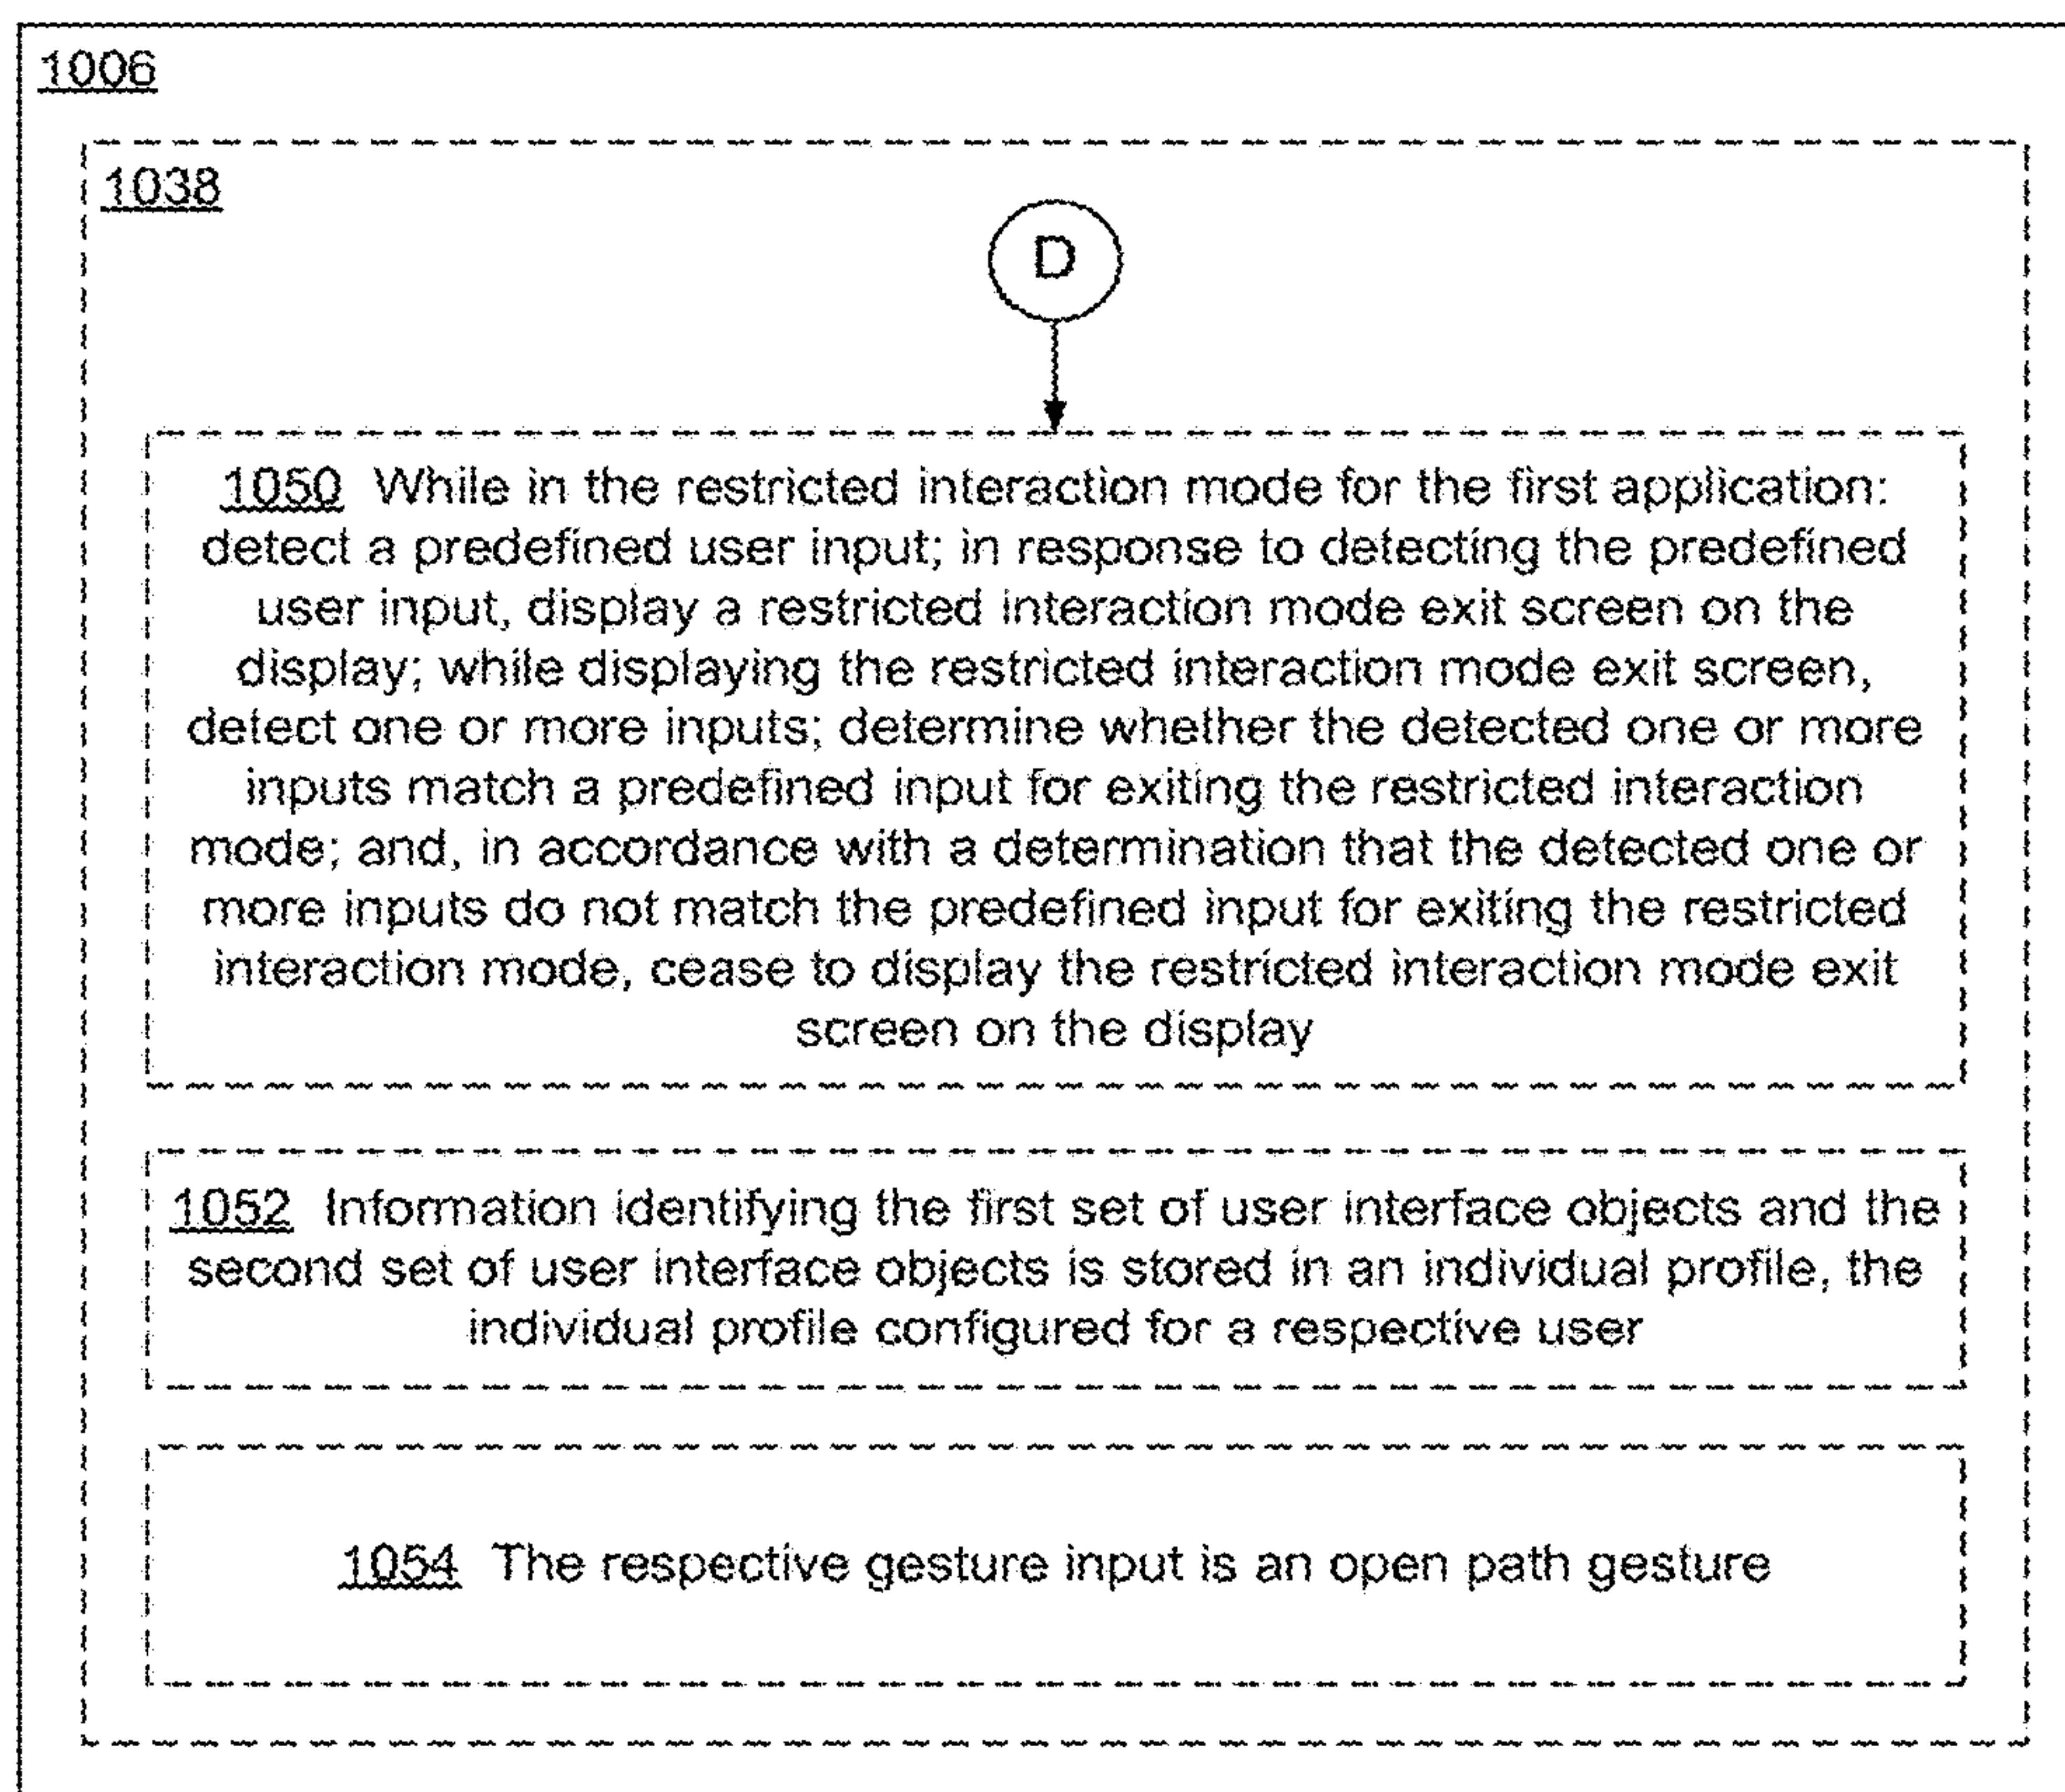 1006
1038
D
1050 While in the restricted interaction mode for the first application:
detect a predefined user input; in response to detecting the predefined
user input, display a restricted interaction mode exit screen on the
display; while displaying the restricted interaction mode exit screen,
detect one or more inputs; determine whether the detected one or more
inputs match a predefined input for exiting the restricted interaction
mode; and, in accordance with a determination that the detected one or
more inputs do not match the predefined input for exiting the restricted
interaction mode, cease to display the restricted interaction mode exit
screen on the display
1052 Information identifying the first set of user interface objects and the
second set of user interface objects is stored in an individual profile, the
individual profile configured for a respective user
1054 The respective gesture input is an open path gesture